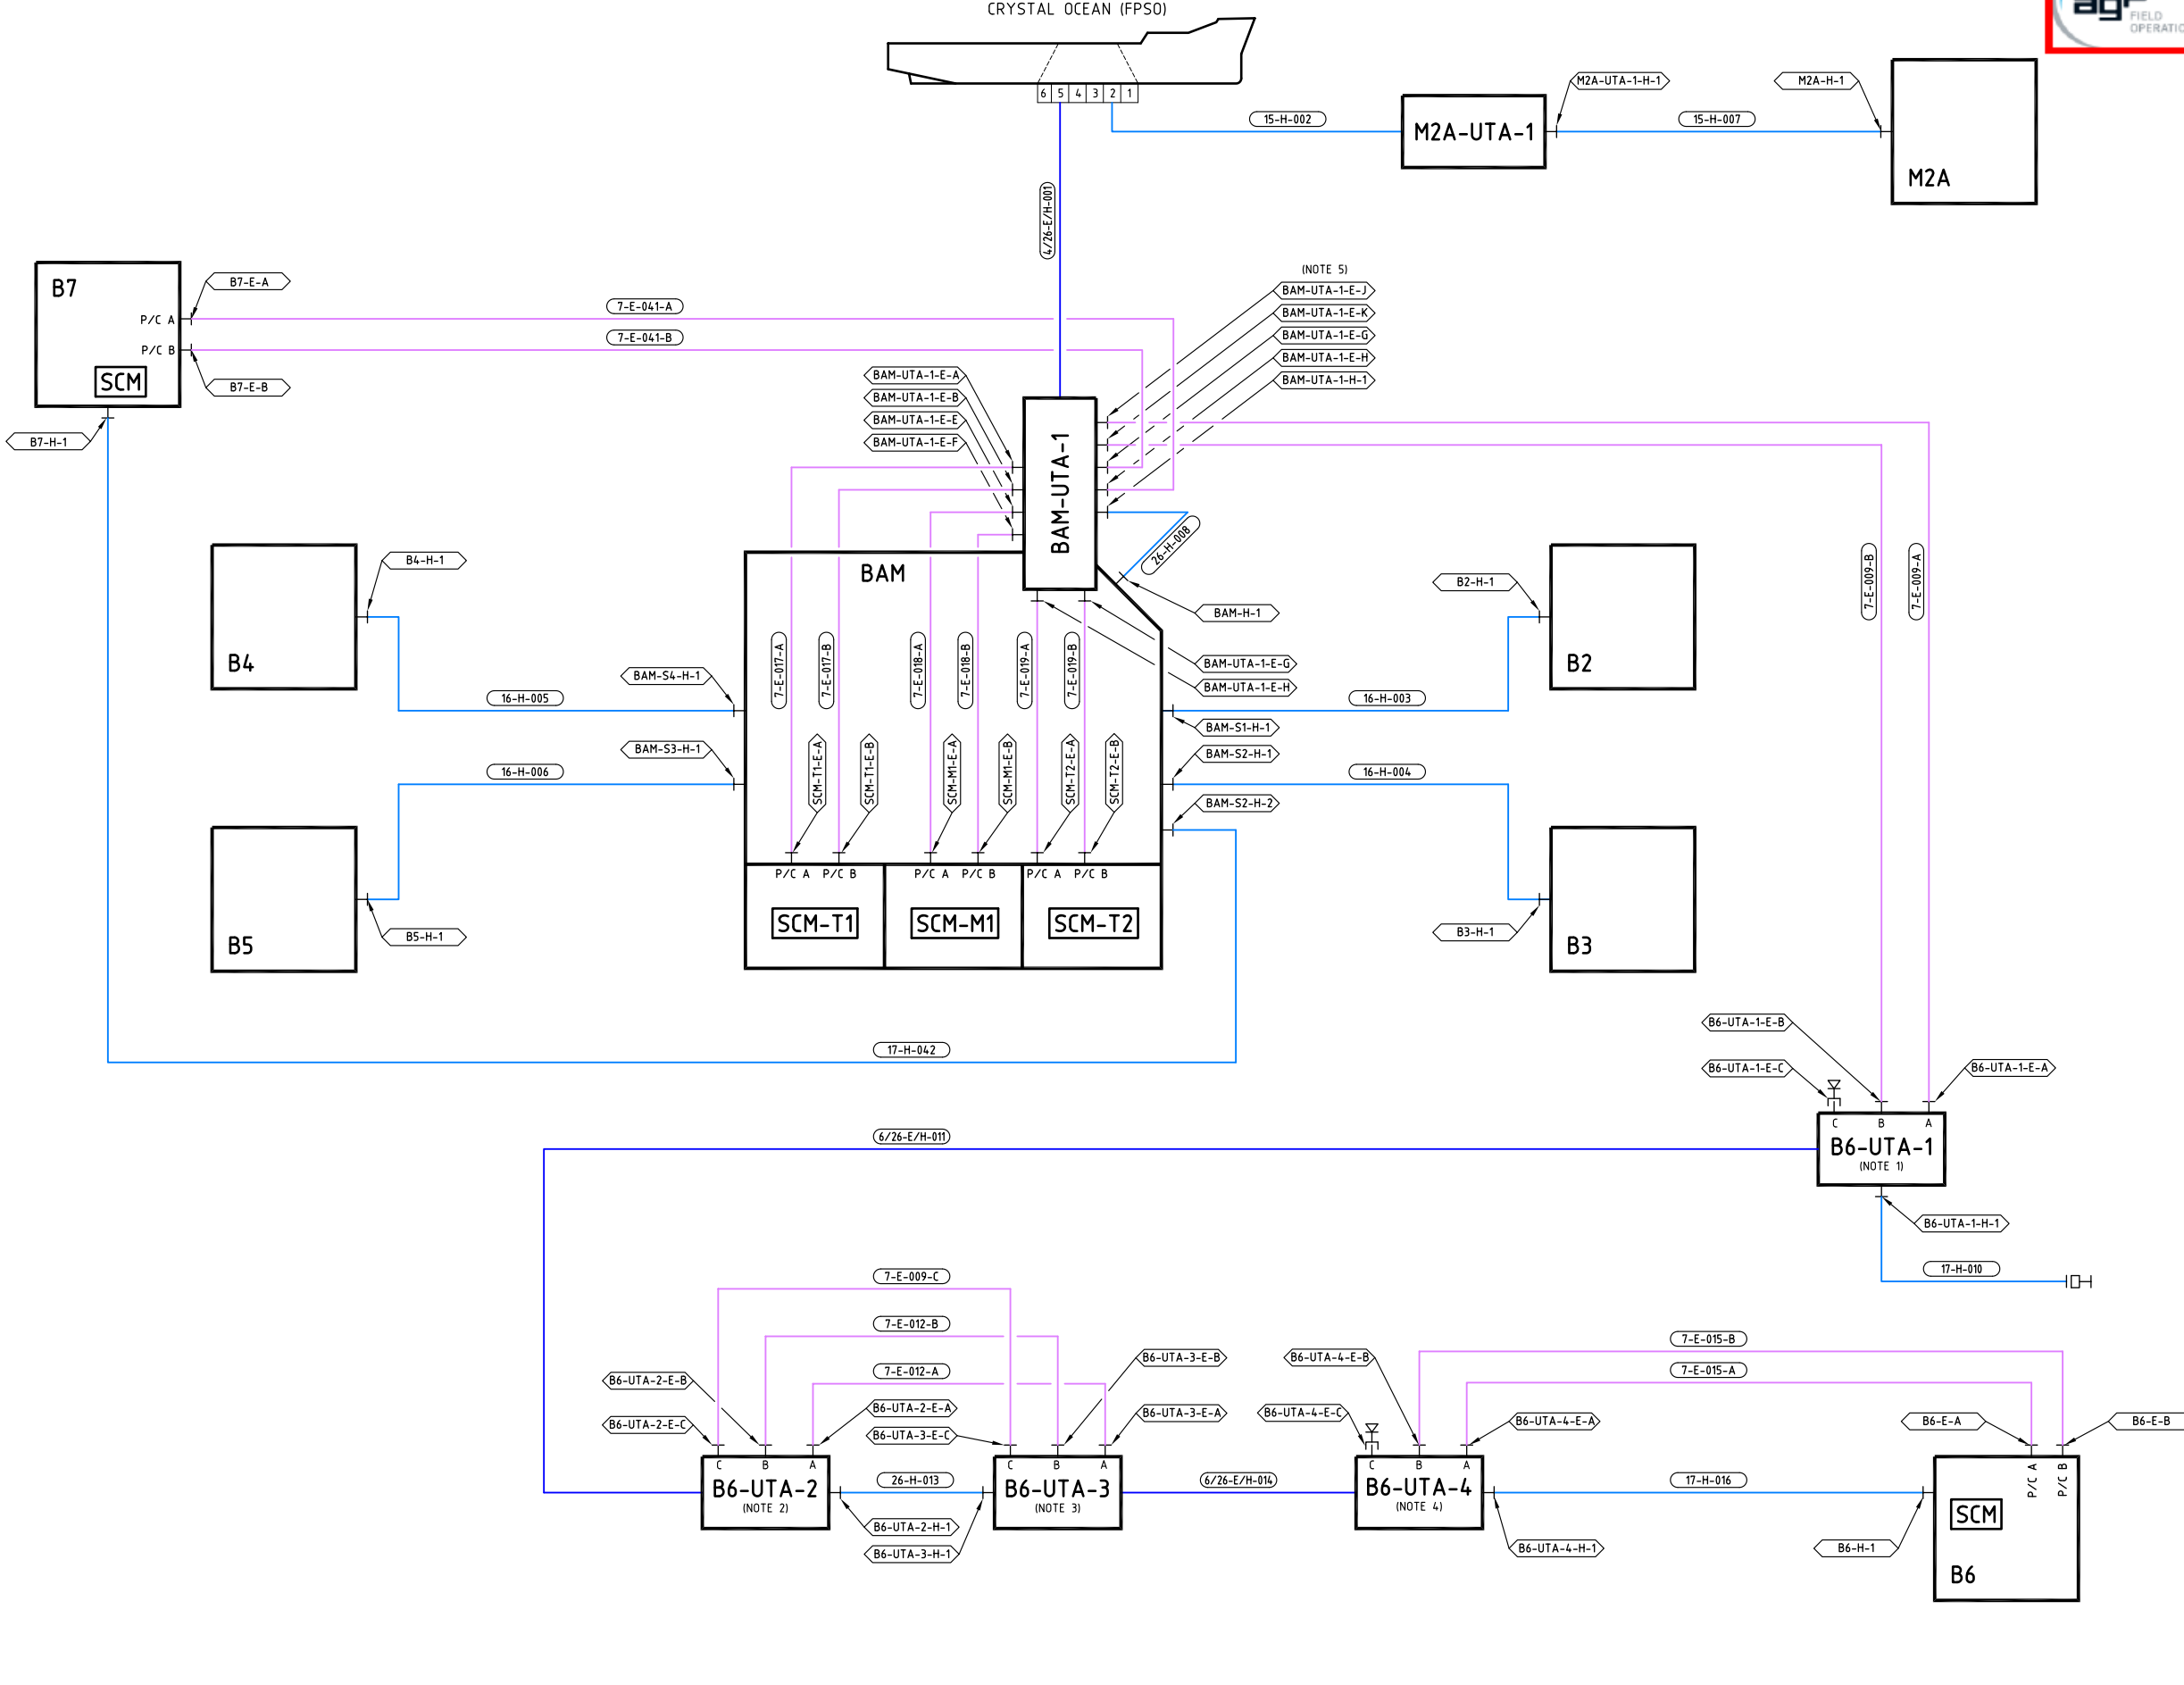 CRYSTAL OCEAN (FPSO)
FIELD
6 5 4 3 2 1
15-H-002
M2A-UTA-1
M2A-UTA-1-H-1
15-H-007
M2A-H-1
M2A
4/26-E/H-001
B7
P/C A
P/C B
SCM
B7-E-A
B7-E-B
B7-H-1
7-E-041-A
7-E-041-B
(NOTE 5)
BAM-UTA-1-E-J
BAM-UTA-1-E-K
BAM-UTA-1-E-G
BAM-UTA-1-E-H
BAM-UTA-1-H-1
BAM-UTA-1-E-A
BAM-UTA-1-E-B
BAM-UTA-1-E-E
BAM-UTA-1-E-F
BAM-UTA-1
26-H-008
BAM-H-1
BAM
B4-H-1
B4
16-H-005
BAM-S4-H-1
BAM-S3-H-1
16-H-006
B5-H-1
B5
7-E-017-A
7-E-017-B
7-E-018-A
7-E-018-B
7-E-019-A
7-E-019-B
BAM-UTA-1-E-G
BAM-UTA-1-E-H
BAM-S1-H-1
BAM-S2-H-1
BAM-S2-H-2
SCM-T1-E-A
SCM-T1-E-B
SCM-M1-E-A
SCM-M1-E-B
SCM-T2-E-A
SCM-T2-E-B
P/C A P/C B
P/C A P/C B
P/C A P/C B
SCM-T1
SCM-M1
SCM-T2
16-H-003
B2-H-1
B2
16-H-004
B3-H-1
B3
7-E-009-B
7-E-009-A
17-H-042
B6-UTA-1-E-B
B6-UTA-1-E-C
B6-UTA-1-E-A
C B A
B6-UTA-1
(NOTE 1)
B6-UTA-1-H-1
17-H-010
6/26-E/H-011
7-E-009-C
7-E-012-B
7-E-012-A
B6-UTA-2-E-B
B6-UTA-2-E-C
B6-UTA-2-E-A
B6-UTA-3-E-C
B6-UTA-3-E-B
B6-UTA-3-E-A
C B A
B6-UTA-2
(NOTE 2)
26-H-013
B6-UTA-2-H-1
B6-UTA-3-H-1
C B A
B6-UTA-3
(NOTE 3)
6/26-E/H-014
B6-UTA-4-E-B
B6-UTA-4-E-C
B6-UTA-4-E-A
C B A
B6-UTA-4
(NOTE 4)
B6-UTA-4-H-1
7-E-015-B
7-E-015-A
17-H-016
B6-E-A
B6-E-B
B6-H-1
P/C A
P/C B
SCM
B6